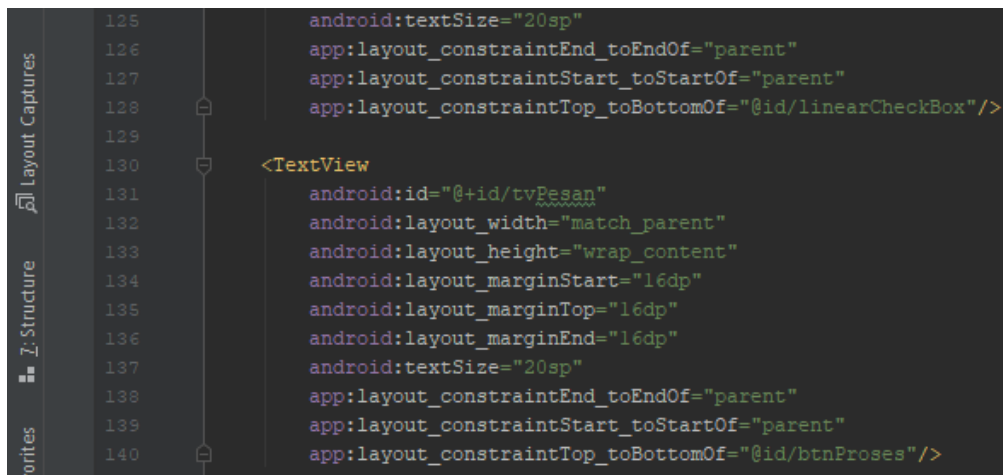 125 android:textSize="20sp"
126 app:layout_constraintEnd_toEndOf="parent"
127 app:layout_constraintStart_toStartOf="parent"
128 app:layout_constraintTop_toBottomOf="@id/linearCheckBox"/>
129
130 <TextView
131 android:id="@+id/tvPesan"
132 android:layout_width="match_parent"
133 android:layout_height="wrap_content"
134 android:layout_marginStart="16dp"
135 android:layout_marginTop="16dp"
136 android:layout_marginEnd="16dp"
137 android:textSize="20sp"
138 app:layout_constraintEnd_toEndOf="parent"
139 app:layout_constraintStart_toStartOf="parent"
140 app:layout_constraintTop_toBottomOf="@id/btnProses"/>
Layout Captures
7: Structure
orites